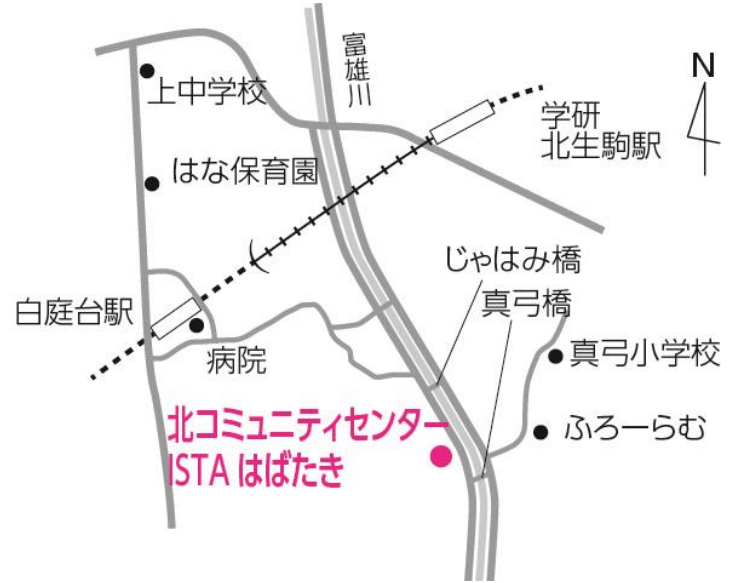 富雄川
N
上中学校
学研
北生駒駅
はな保育園
じゃはみ橋
白庭台駅
真弓橋
病院
真弓小学校
北コミュニティセンター
ISTA はばたき
ふろーらむ